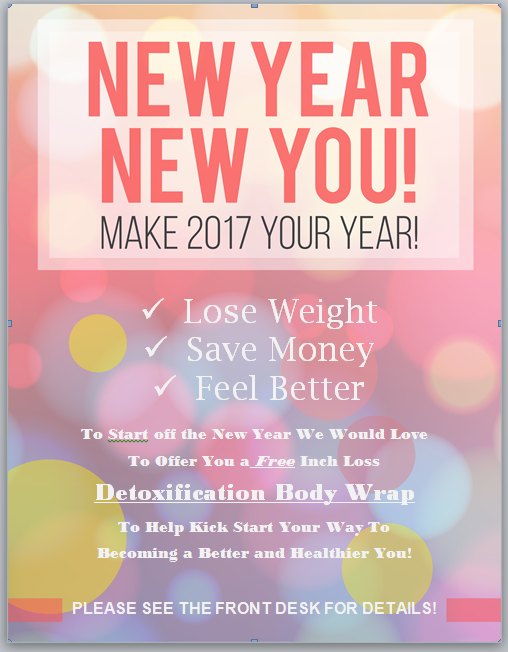 NEW YEAR
NEW YOU!
MAKE 2017 YOUR YEAR!
✓ Lose Weight
✓ Save Money
✓ Feel Better
To Start off the New Year We Would Love
To Offer You a Free Inch Loss
Detoxification Body Wrap
To Help Kick Start Your Way To
Becoming a Better and Healthier You!
PLEASE SEE THE FRONT DESK FOR DETAILS!